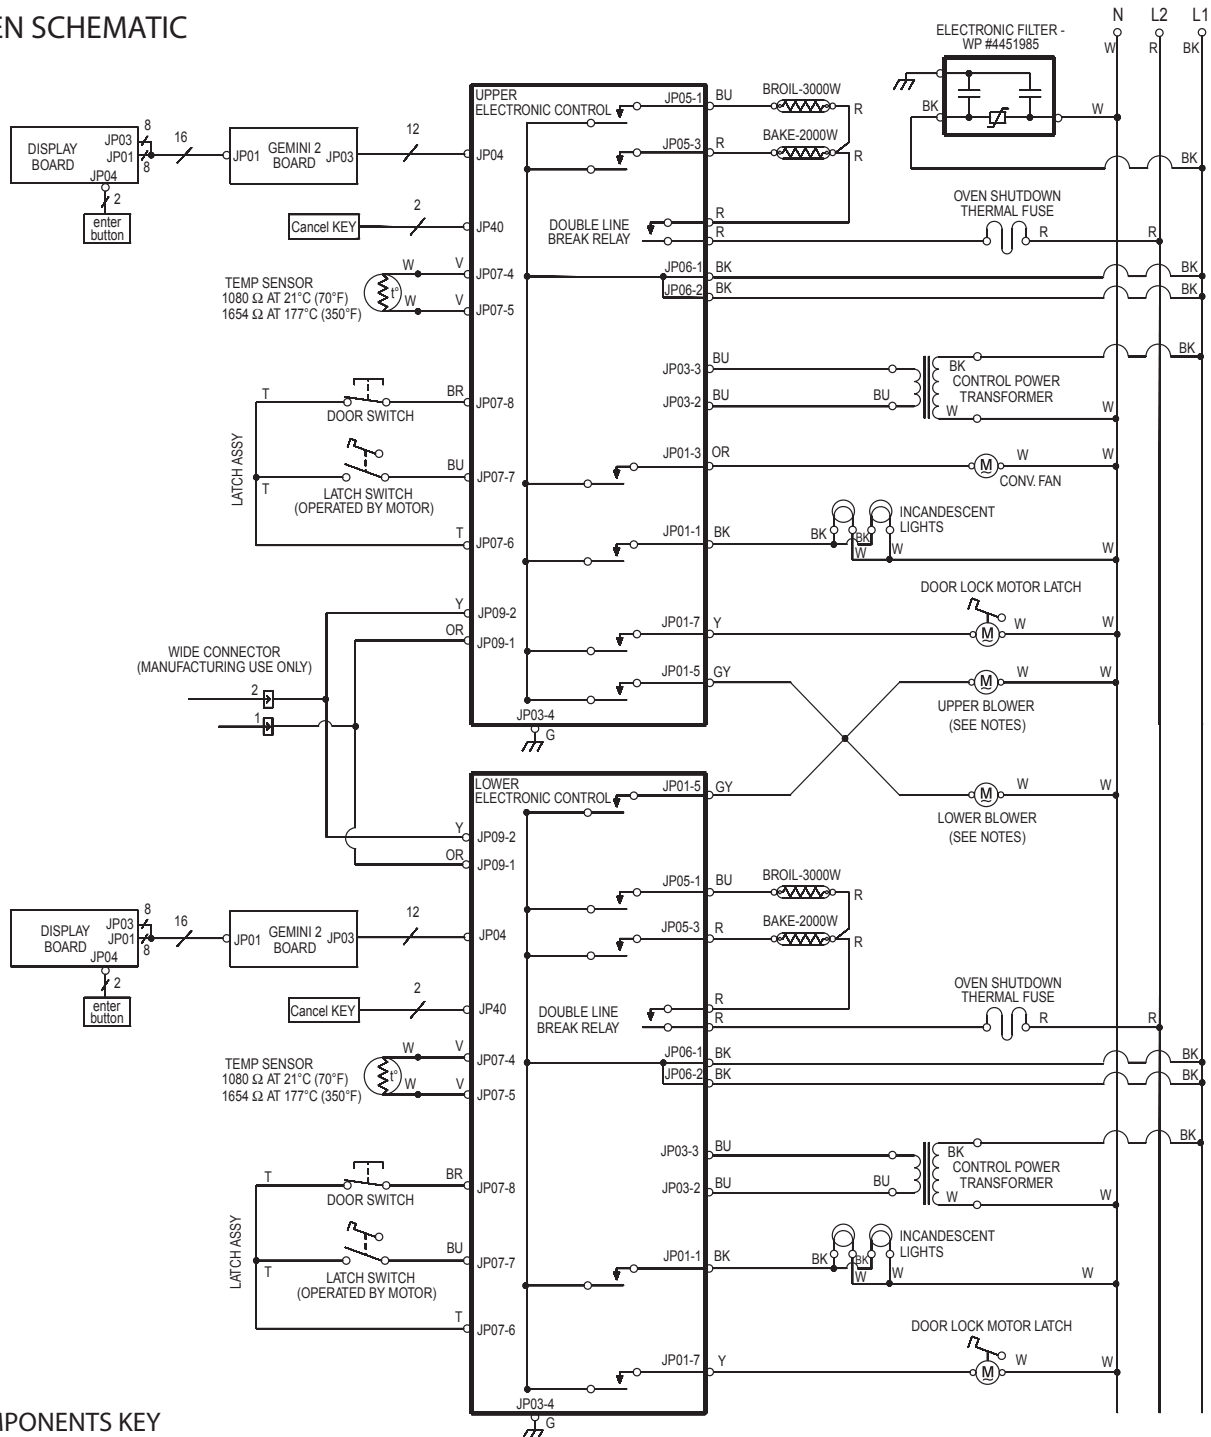 EN SCHEMATIC
N L2 L1
W R BK
ELECTRONIC FILTER -
WP #4451985
BK W
BK
UPPER
ELECTRONIC CONTROL
JP05-1 BU BROIL-3000W R
JP05-3 R BAKE-2000W R
DISPLAY
BOARD
JP03 8
JP01 8
JP04
16
2
enter
button
JP01 GEMINI 2
BOARD JP03
12
JP04
Cancel KEY 2 JP40
DOUBLE LINE
BREAK RELAY
R
R
OVEN SHUTDOWN
THERMAL FUSE
R R
TEMP SENSOR
1080 Ω AT 21°C (70°F)
1654 Ω AT 177°C (350°F)
t°
W V JP07-4
W V JP07-5
JP06-1 BK BK
JP06-2 BK BK
JP03-3 BU
JP03-2 BU BU
BK
BK
CONTROL POWER
TRANSFORMER
W W
LATCH ASSY
T BR JP07-8
DOOR SWITCH
T BU JP07-7
LATCH SWITCH
(OPERATED BY MOTOR)
T JP07-6
JP01-3 OR M W W
CONV. FAN
JP01-1 BK BK BK W W W
INCANDESCENT
LIGHTS
DOOR LOCK MOTOR LATCH
JP01-7 Y M W W
Y JP09-2
OR JP09-1
WIDE CONNECTOR
(MANUFACTURING USE ONLY)
2
1
JP01-5 GY M W W
UPPER BLOWER
(SEE NOTES)
JP03-4
G
LOWER
ELECTRONIC CONTROL
JP01-5 GY M W W
LOWER BLOWER
(SEE NOTES)
Y JP09-2
OR JP09-1
JP05-1 BU BROIL-3000W R
JP05-3 R BAKE-2000W R
DISPLAY
BOARD
JP03 8
JP01 8
JP04
16
2
enter
button
JP01 GEMINI 2
BOARD JP03
12
JP04
Cancel KEY 2 JP40
DOUBLE LINE
BREAK RELAY
R
R
OVEN SHUTDOWN
THERMAL FUSE
R R
TEMP SENSOR
1080 Ω AT 21°C (70°F)
1654 Ω AT 177°C (350°F)
t°
W V JP07-4
W V JP07-5
JP06-1 BK BK
JP06-2 BK BK
JP03-3 BU
JP03-2 BU BU
BK
BK
CONTROL POWER
TRANSFORMER
W W
LATCH ASSY
T BR JP07-8
DOOR SWITCH
T BU JP07-7
LATCH SWITCH
(OPERATED BY MOTOR)
T JP07-6
JP01-1 BK BK BK W W W
INCANDESCENT
LIGHTS
DOOR LOCK MOTOR LATCH
JP01-7 Y M W W
JP03-4
G
MPONENTS KEY